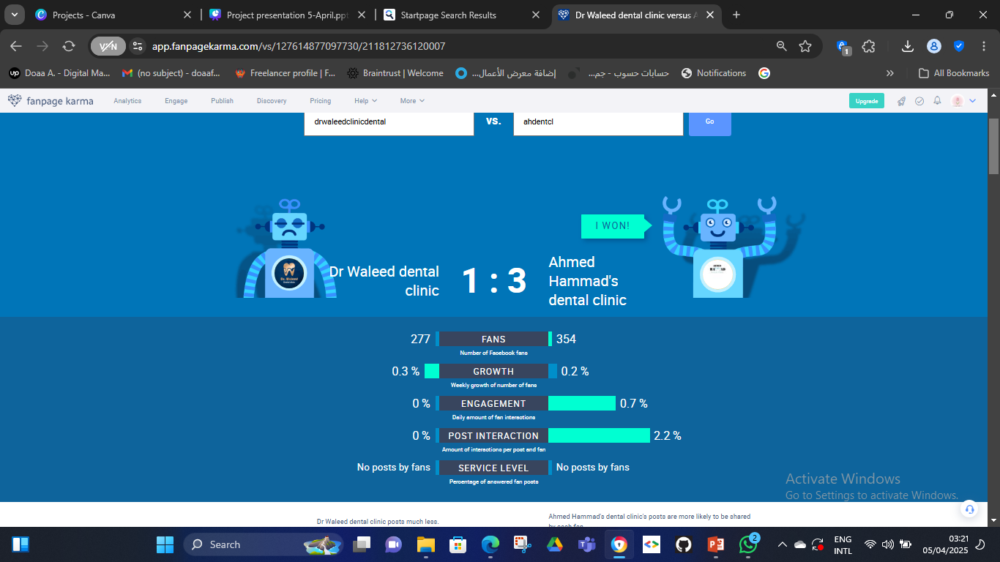 Projects - Canva
Project presentation 5-April.ppt
Startpage Search Results
Dr Waleed dental clinic versus A
app.fanpagekarma.com/vs/127614877097730/211812736120007
VPN
1
up Doaa A. - Digital Ma...
(no subject) - doaaf...
Freelancer profile | F...
Braintrust | Welcome
إضافة معرض الأعمال...
حسابات حسوب - جم...
Notifications
All Bookmarks
fanpage karma
Analytics
Engage
Publish
Discovery
Pricing
Help
More
Upgrade
drwaleedclinicdental
vs.
ahdentcl
Go
I WON!
Dr. Waleed
Dr Waleed dental
clinic
1 : 3
Ahmed
Hammad's
dental clinic
277 FANS 354
Number of Facebook fans
0.3 % GROWTH 0.2 %
Weekly growth of number of fans
0 % ENGAGEMENT 0.7 %
Daily amount of fan interactions
0 % POST INTERACTION 2.2 %
Amount of interactions per post and fan
No posts by fans SERVICE LEVEL No posts by fans
Percentage of answered fan posts
Activate Windows
Go to Settings to activate Windows.
Dr Waleed dental clinic posts much less.
Ahmed Hammad's dental clinic's posts are more likely to be shared
by each fan
Search
2
ENG
INTL
03:21
05/04/2025